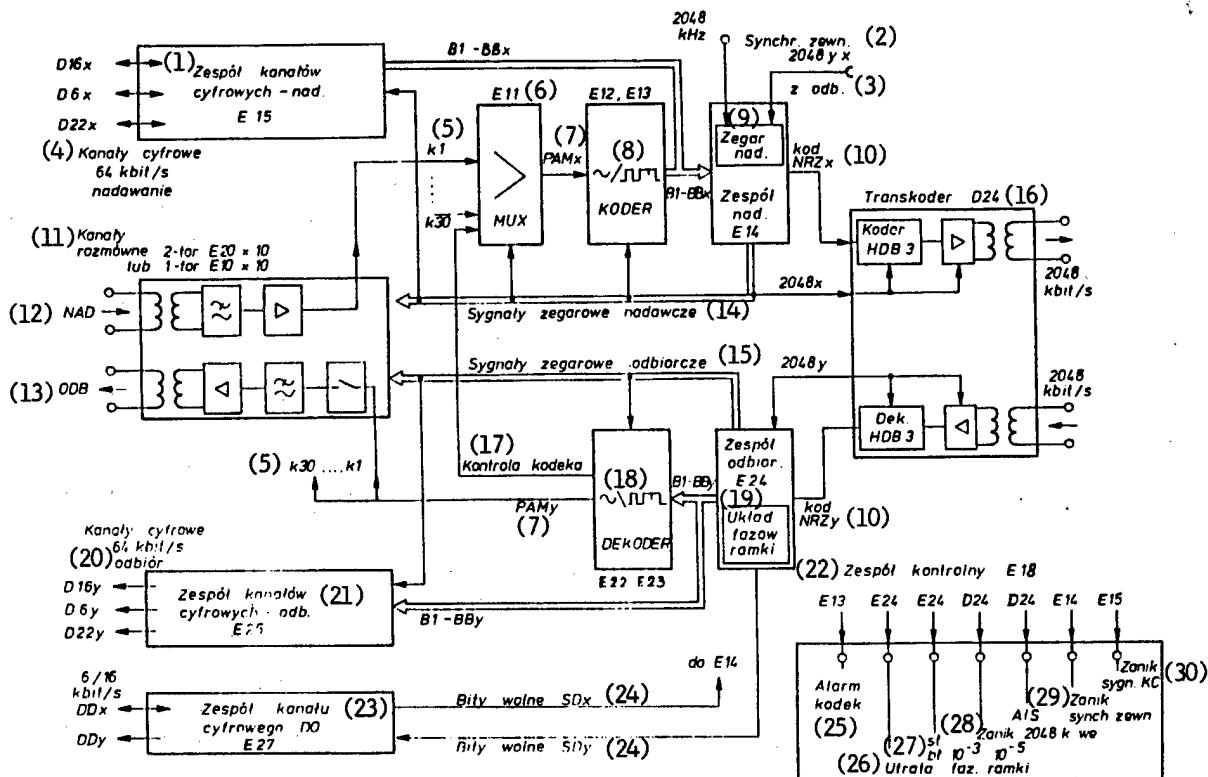 2048
kHz
Synchr. zewn. (2)
2048 y x
z odb. (3)
D16x
D6x
D22x
(1) Zespół kanałów
cyfrowych - nad.
E 15
B1 - B8x
(4) Kanały cyfrowe
64 kbit/s
nadawanie
(5)
k1
k30
E11 (6)
MUX
(7)
PAMx
E12, E13
(8)
KODER
B1-B8x
(9)
Zegar
nad.
Zespół
nad.
E14
kod
NRZx (10)
Transkoder D24 (16)
Koder
HDB 3
2048
kbit/s
(11) Kanały
rozmówne 2-tor E20 × 10
lub 1-tor E10 × 10
(12) NAD
(13) ODB
2048x
Sygnały zegarowe nadawcze (14)
Sygnały zegarowe odbiorcze (15)
2048y
Dek.
HDB 3
2048
kbit/s
(17)
Kontrola kodeka
(5) k30 ....,k1
PAMy
(7)
(18)
DEKODER
E22 E23
B1-B8y
Zespół
odbior.
E24
(19)
Układ
fazow
ramki
kod
NRZy (10)
Kanały cyfrowe
64 kbit/s
(20) odbiór
D16y
D6y
D22y
Zespół kanałów (21)
cyfrowych - odb.
B1 - B8y
(22) Zespół kontrolny E18
E13 E24 E24 D24 D24 E14 E15
Alarm
kodek
(25)
(26) Utrata faz. ramki
(27) st
bł 10⁻³ 10⁻⁵
(28) Zanik 2048 k we
AIS
(29) Zanik
synch zewn
Zanik
sygn. KC (30)
6/16
kbit/s
DDx
DDy
Zespół kanału (23)
cyfrowego DD
E27
Bity wolne SDx (24)
do E14
Bity wolne SDy (24)